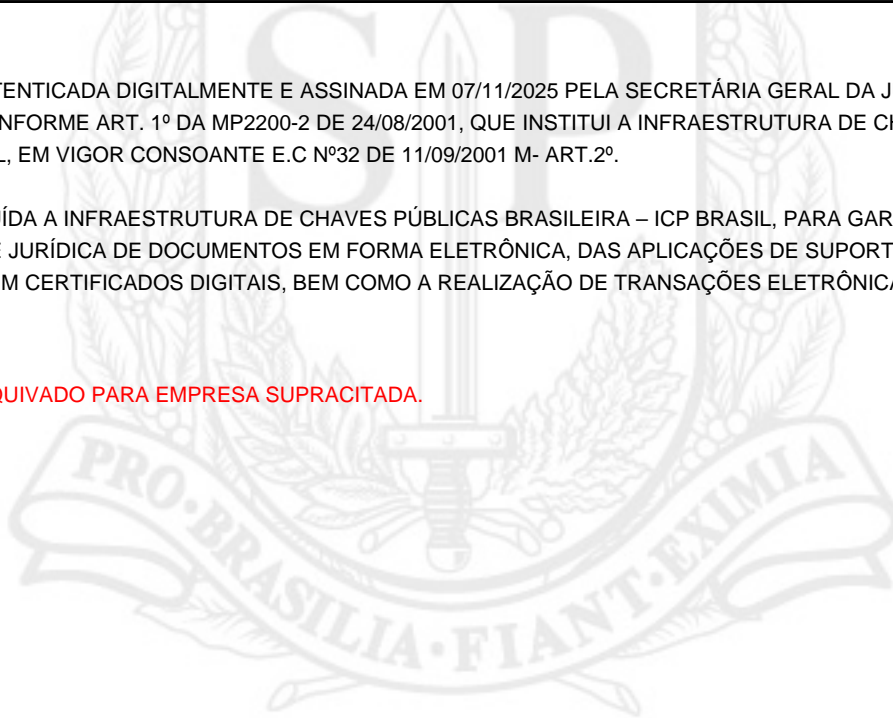 TENTICADA DIGITALMENTE E ASSINADA EM 07/11/2025 PELA SECRETÁRIA GERAL DA J
NFORME ART. 1º DA MP2200-2 DE 24/08/2001, QUE INSTITUI A INFRAESTRUTURA DE CH
L, EM VIGOR CONSOANTE E.C Nº32 DE 11/09/2001 M- ART.2º.
UÍDA A INFRAESTRUTURA DE CHAVES PÚBLICAS BRASILEIRA – ICP BRASIL, PARA GAR
E JURÍDICA DE DOCUMENTOS EM FORMA ELETRÔNICA, DAS APLICAÇÕES DE SUPORT
M CERTIFICADOS DIGITAIS, BEM COMO A REALIZAÇÃO DE TRANSAÇÕES ELETRÔNICA
QUIVADO PARA EMPRESA SUPRACITADA.
SP
PRO·BRASILIA·FIANT·EXIMIA